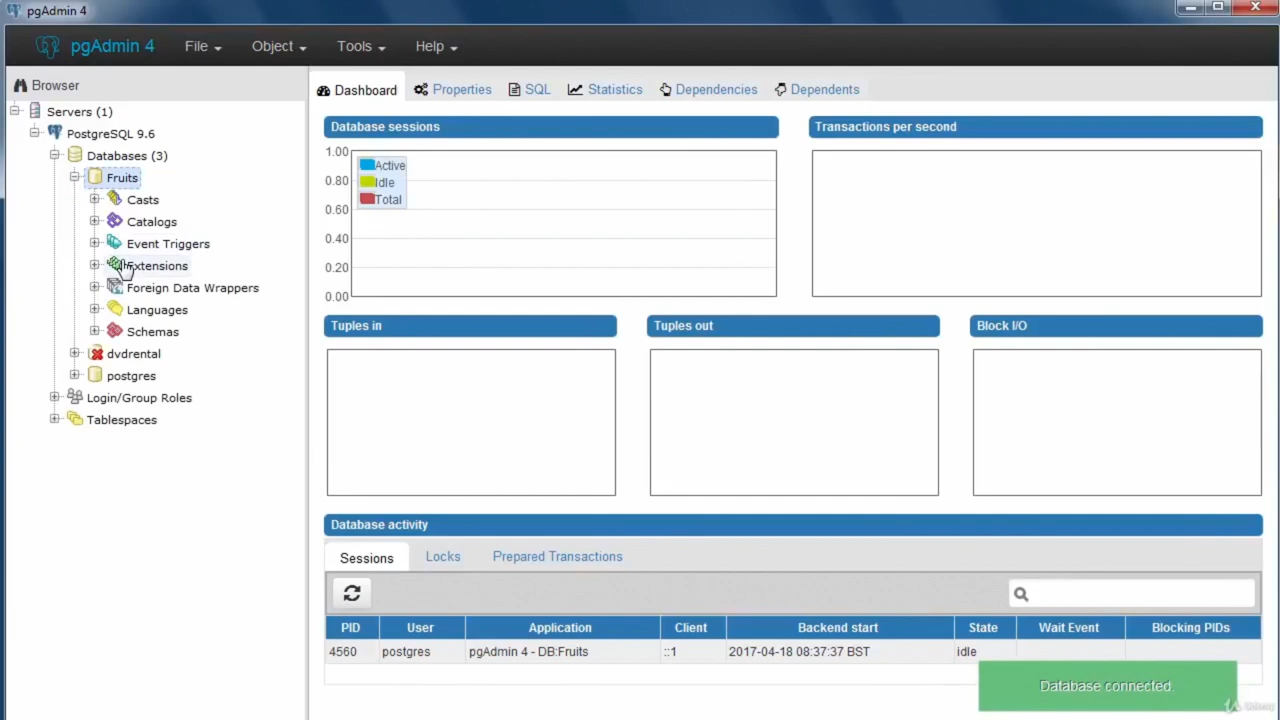 pgAdmin 4
pgAdmin 4 File Object Tools Help
Browser
Servers (1)
PostgreSQL 9.6
Databases (3)
Fruits
Casts
Catalogs
Event Triggers
Extensions
Foreign Data Wrappers
Languages
Schemas
dvdrental
postgres
Login/Group Roles
Tablespaces
Dashboard Properties SQL Statistics Dependencies Dependents
Database sessions
1.00
0.80
0.60
0.40
0.20
0.00
Active
Idle
Total
Transactions per second
Tuples in
Tuples out
Block I/O
Database activity
Sessions Locks Prepared Transactions
PID User Application Client Backend start State Wait Event Blocking PIDs
4560 postgres pgAdmin 4 - DB:Fruits ::1 2017-04-18 08:37:37 BST idle
Database connected.
Udemy